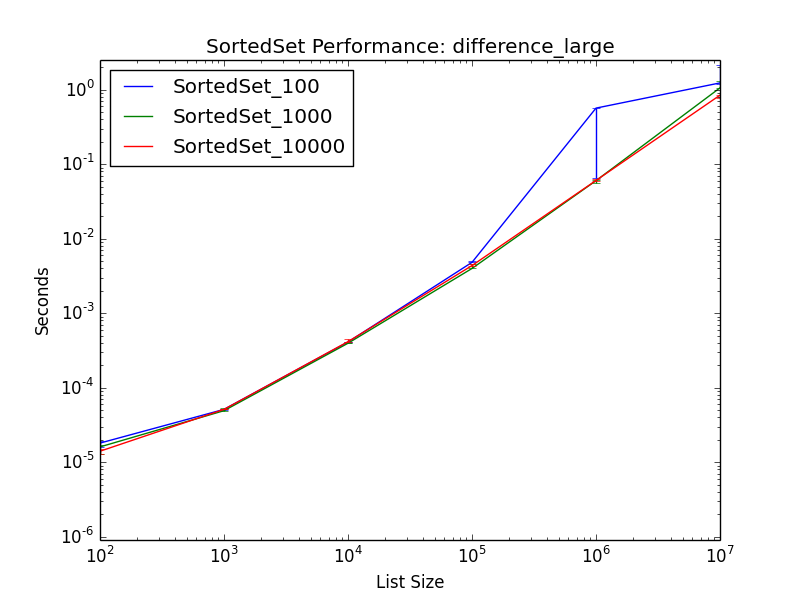 SortedSet Performance: difference_large
SortedSet_100
SortedSet_1000
SortedSet_10000
10^0
10^-1
10^-2
10^-3
10^-4
10^-5
10^-6
Seconds
10^2 10^3 10^4 10^5 10^6 10^7
List Size